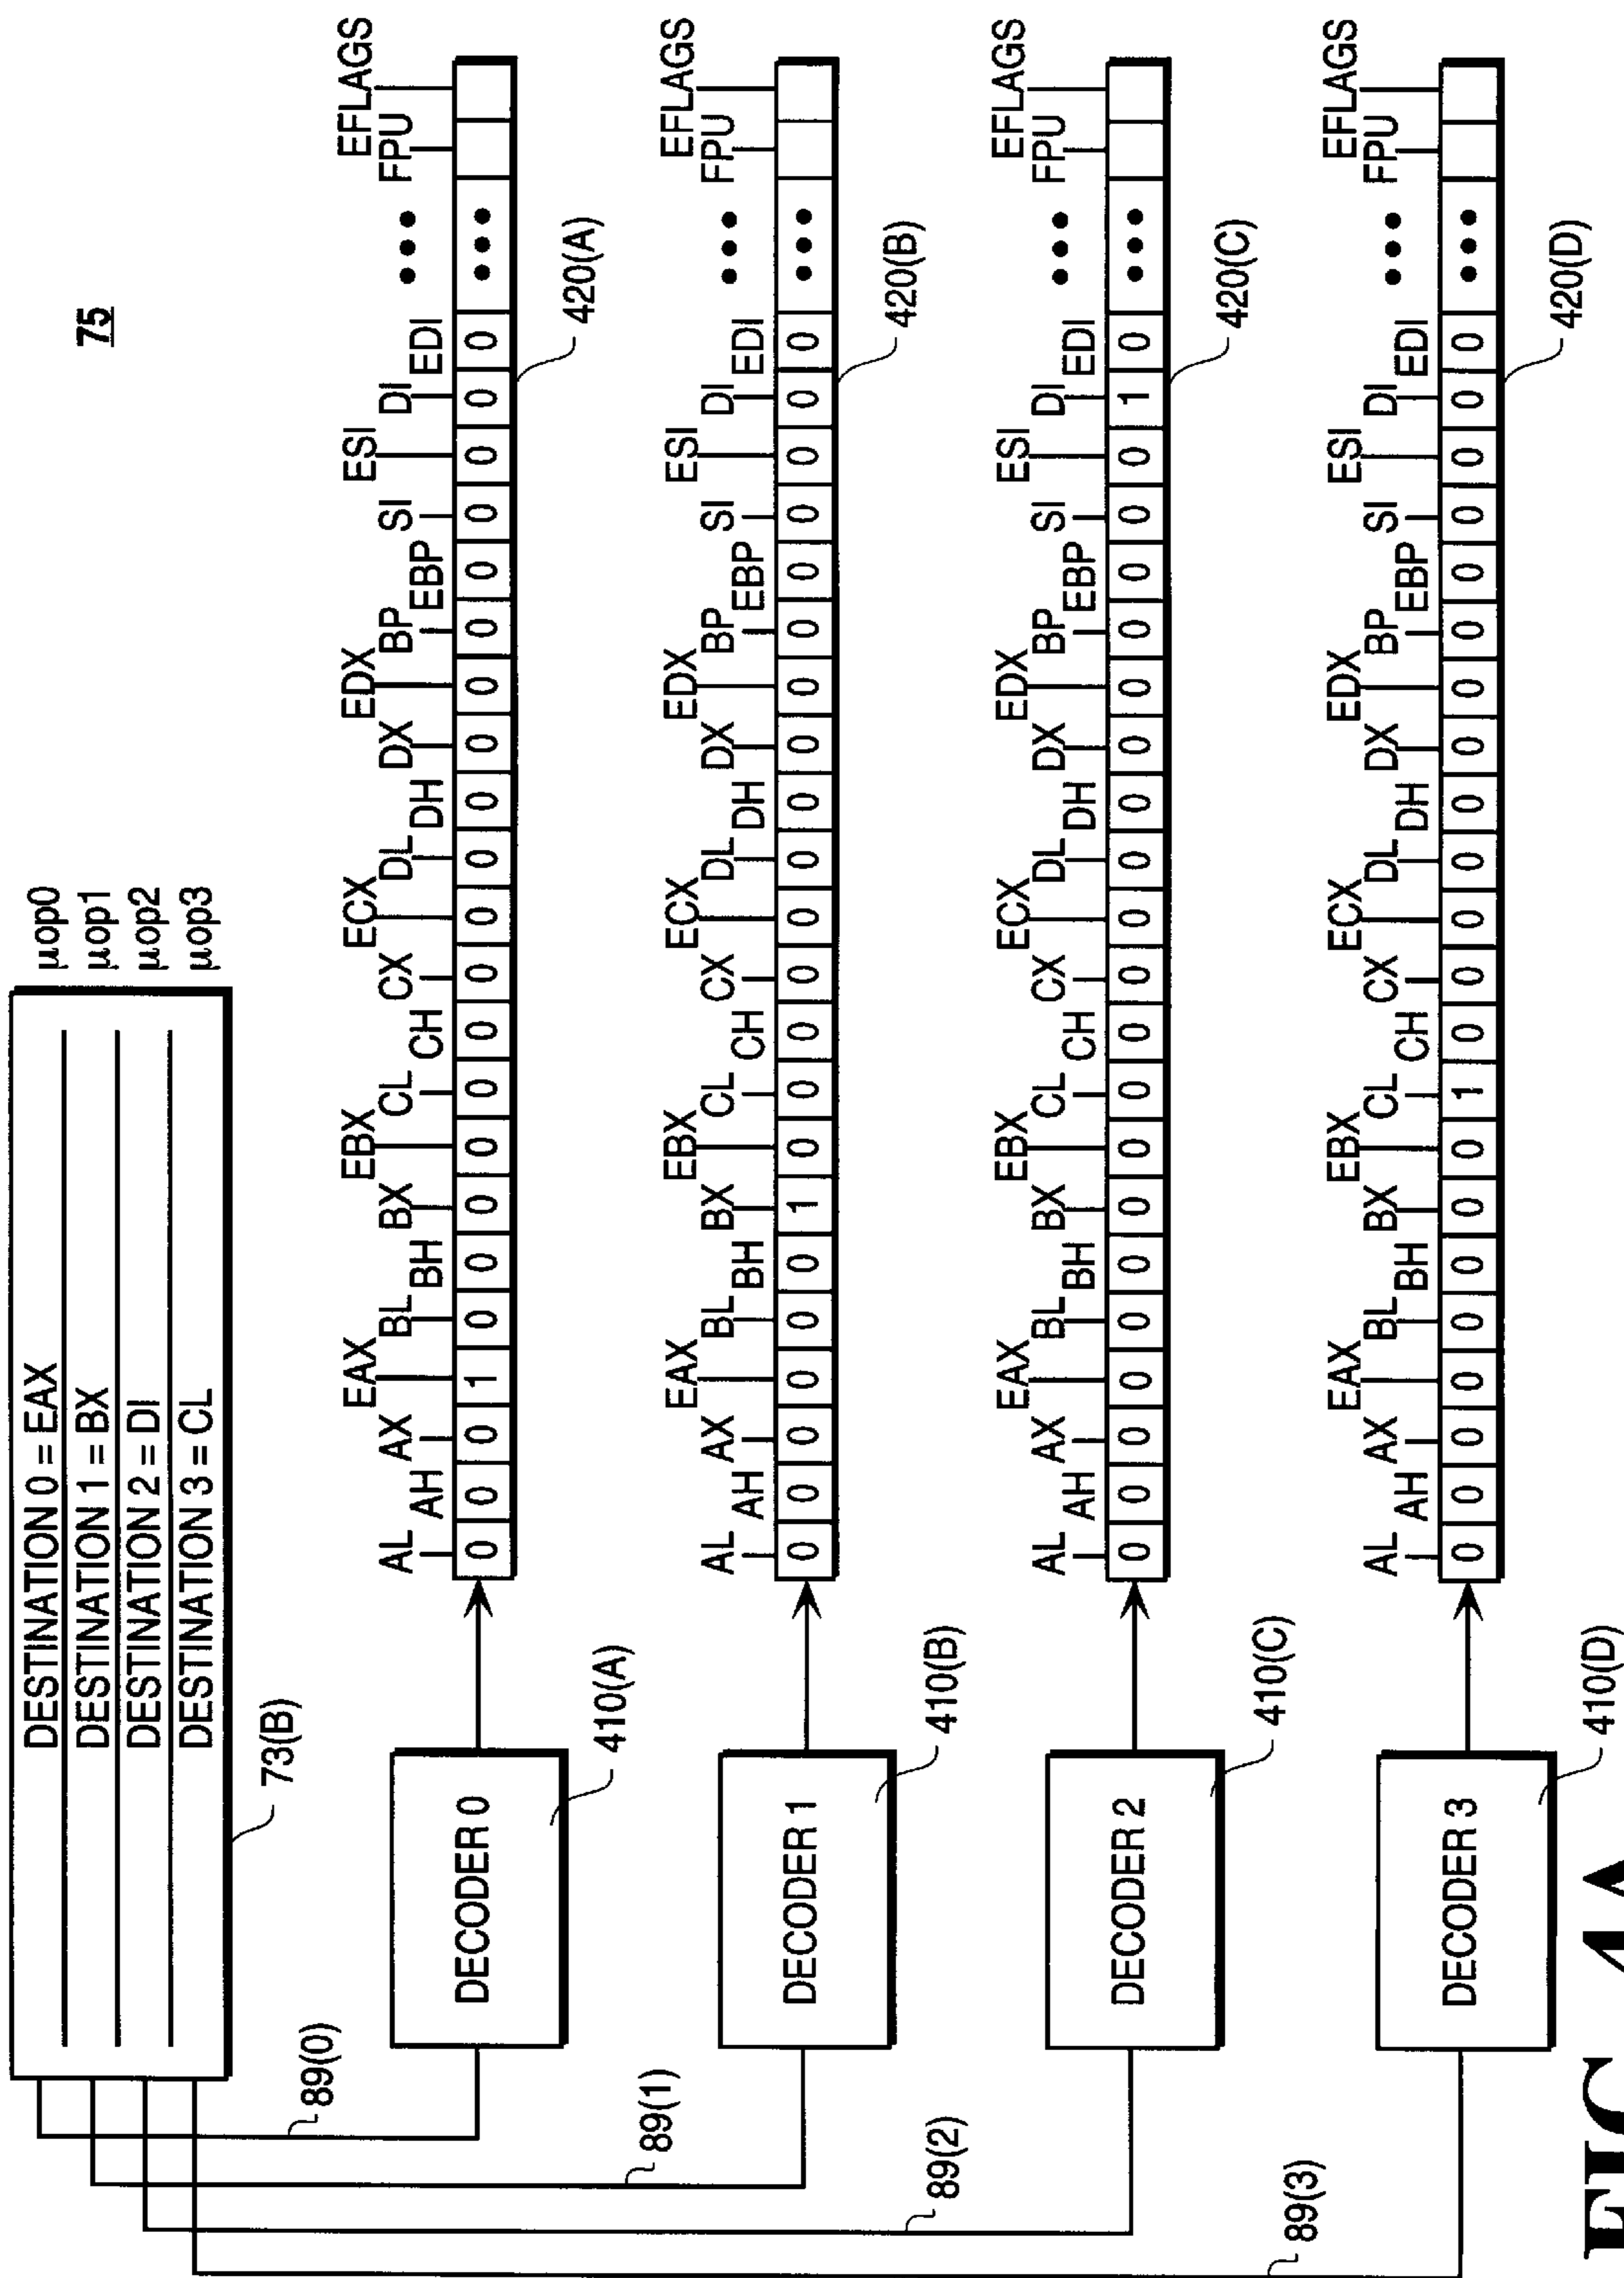 75
DESTINATION 0 = EAX μop0
DESTINATION 1 = BX μop1
DESTINATION 2 = DI μop2
DESTINATION 3 = CL μop3
73(B)
89(0)
89(1)
89(2)
89(3)
DECODER 0
410(A)
AL AH AX EAX BL BH BX EBX CL CH CX ECX DL DH DX EDX BP EBP SI ESI DI EDI ••• FPU EFLAGS
0 0 0 1 0 0 0 0 0 0 0 0 0 0 0 0 0 0 0 0 0 0 •••
420(A)
DECODER 1
410(B)
AL AH AX EAX BL BH BX EBX CL CH CX ECX DL DH DX EDX BP EBP SI ESI DI EDI ••• FPU EFLAGS
0 0 0 0 0 0 1 0 0 0 0 0 0 0 0 0 0 0 0 0 0 0 •••
420(B)
DECODER 2
410(C)
AL AH AX EAX BL BH BX EBX CL CH CX ECX DL DH DX EDX BP EBP SI ESI DI EDI ••• FPU EFLAGS
0 0 0 0 0 0 0 0 0 0 0 0 0 0 0 0 0 0 0 0 1 0 •••
420(C)
DECODER 3
410(D)
AL AH AX EAX BL BH BX EBX CL CH CX ECX DL DH DX EDX BP EBP SI ESI DI EDI ••• FPU EFLAGS
0 0 0 0 0 0 0 0 1 0 0 0 0 0 0 0 0 0 0 0 0 0 •••
420(D)
FIG 4A